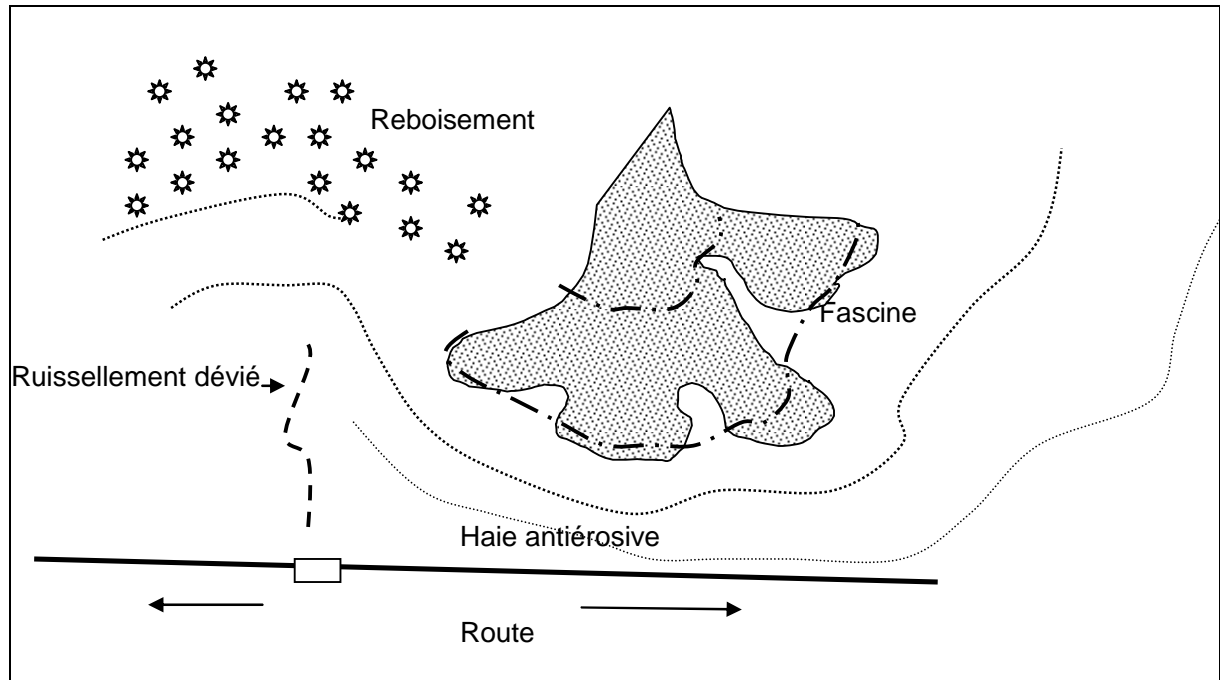 Reboisement
Fascine
Ruissellement dévié
Haie antiérosive
Route